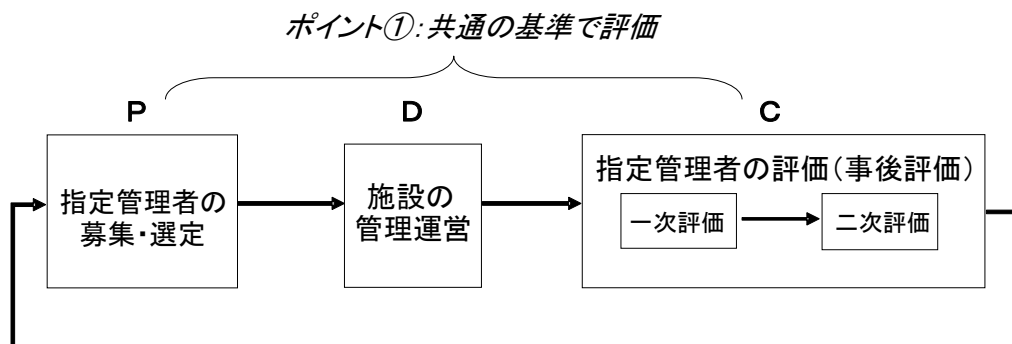 ポイント①:共通の基準で評価
P
D
C
指定管理者の
募集・選定
施設の
管理運営
指定管理者の評価(事後評価)
一次評価
二次評価